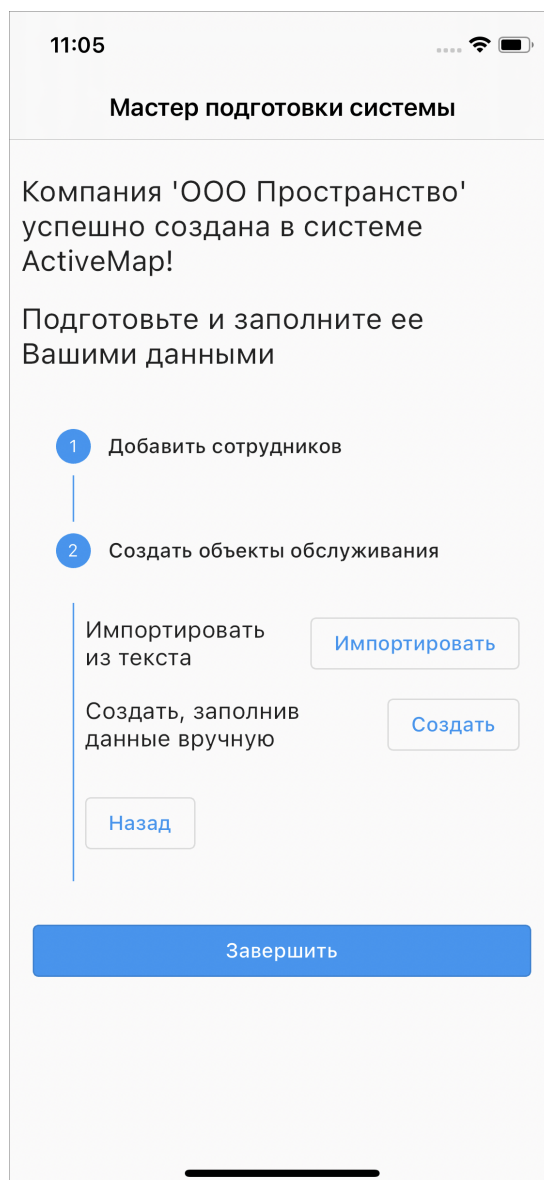 11:05
Мастер подготовки системы
Компания 'ООО Пространство'
успешно создана в системе
ActiveMap!
Подготовьте и заполните ее
Вашими данными
1 Добавить сотрудников
2 Создать объекты обслуживания
Импортировать
из текста
Импортировать
Создать, заполнив
данные вручную
Создать
Назад
Завершить